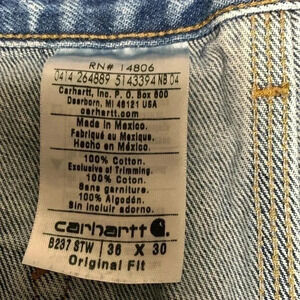 RN# 14806
0414 264889 5143394 NB 04
Carhartt, Inc. P.O. Box 600
Dearborn, MI 48121 USA
carhartt.com
Made in Mexico.
Fabriqué au Mexique.
Hecho en México.
100% Cotton.
Exclusive of Trimming.
100% Coton.
Sans garniture.
100% Algodón.
Sin incluir adorno.
carhartt
B237 STW 36 X 30
Original Fit